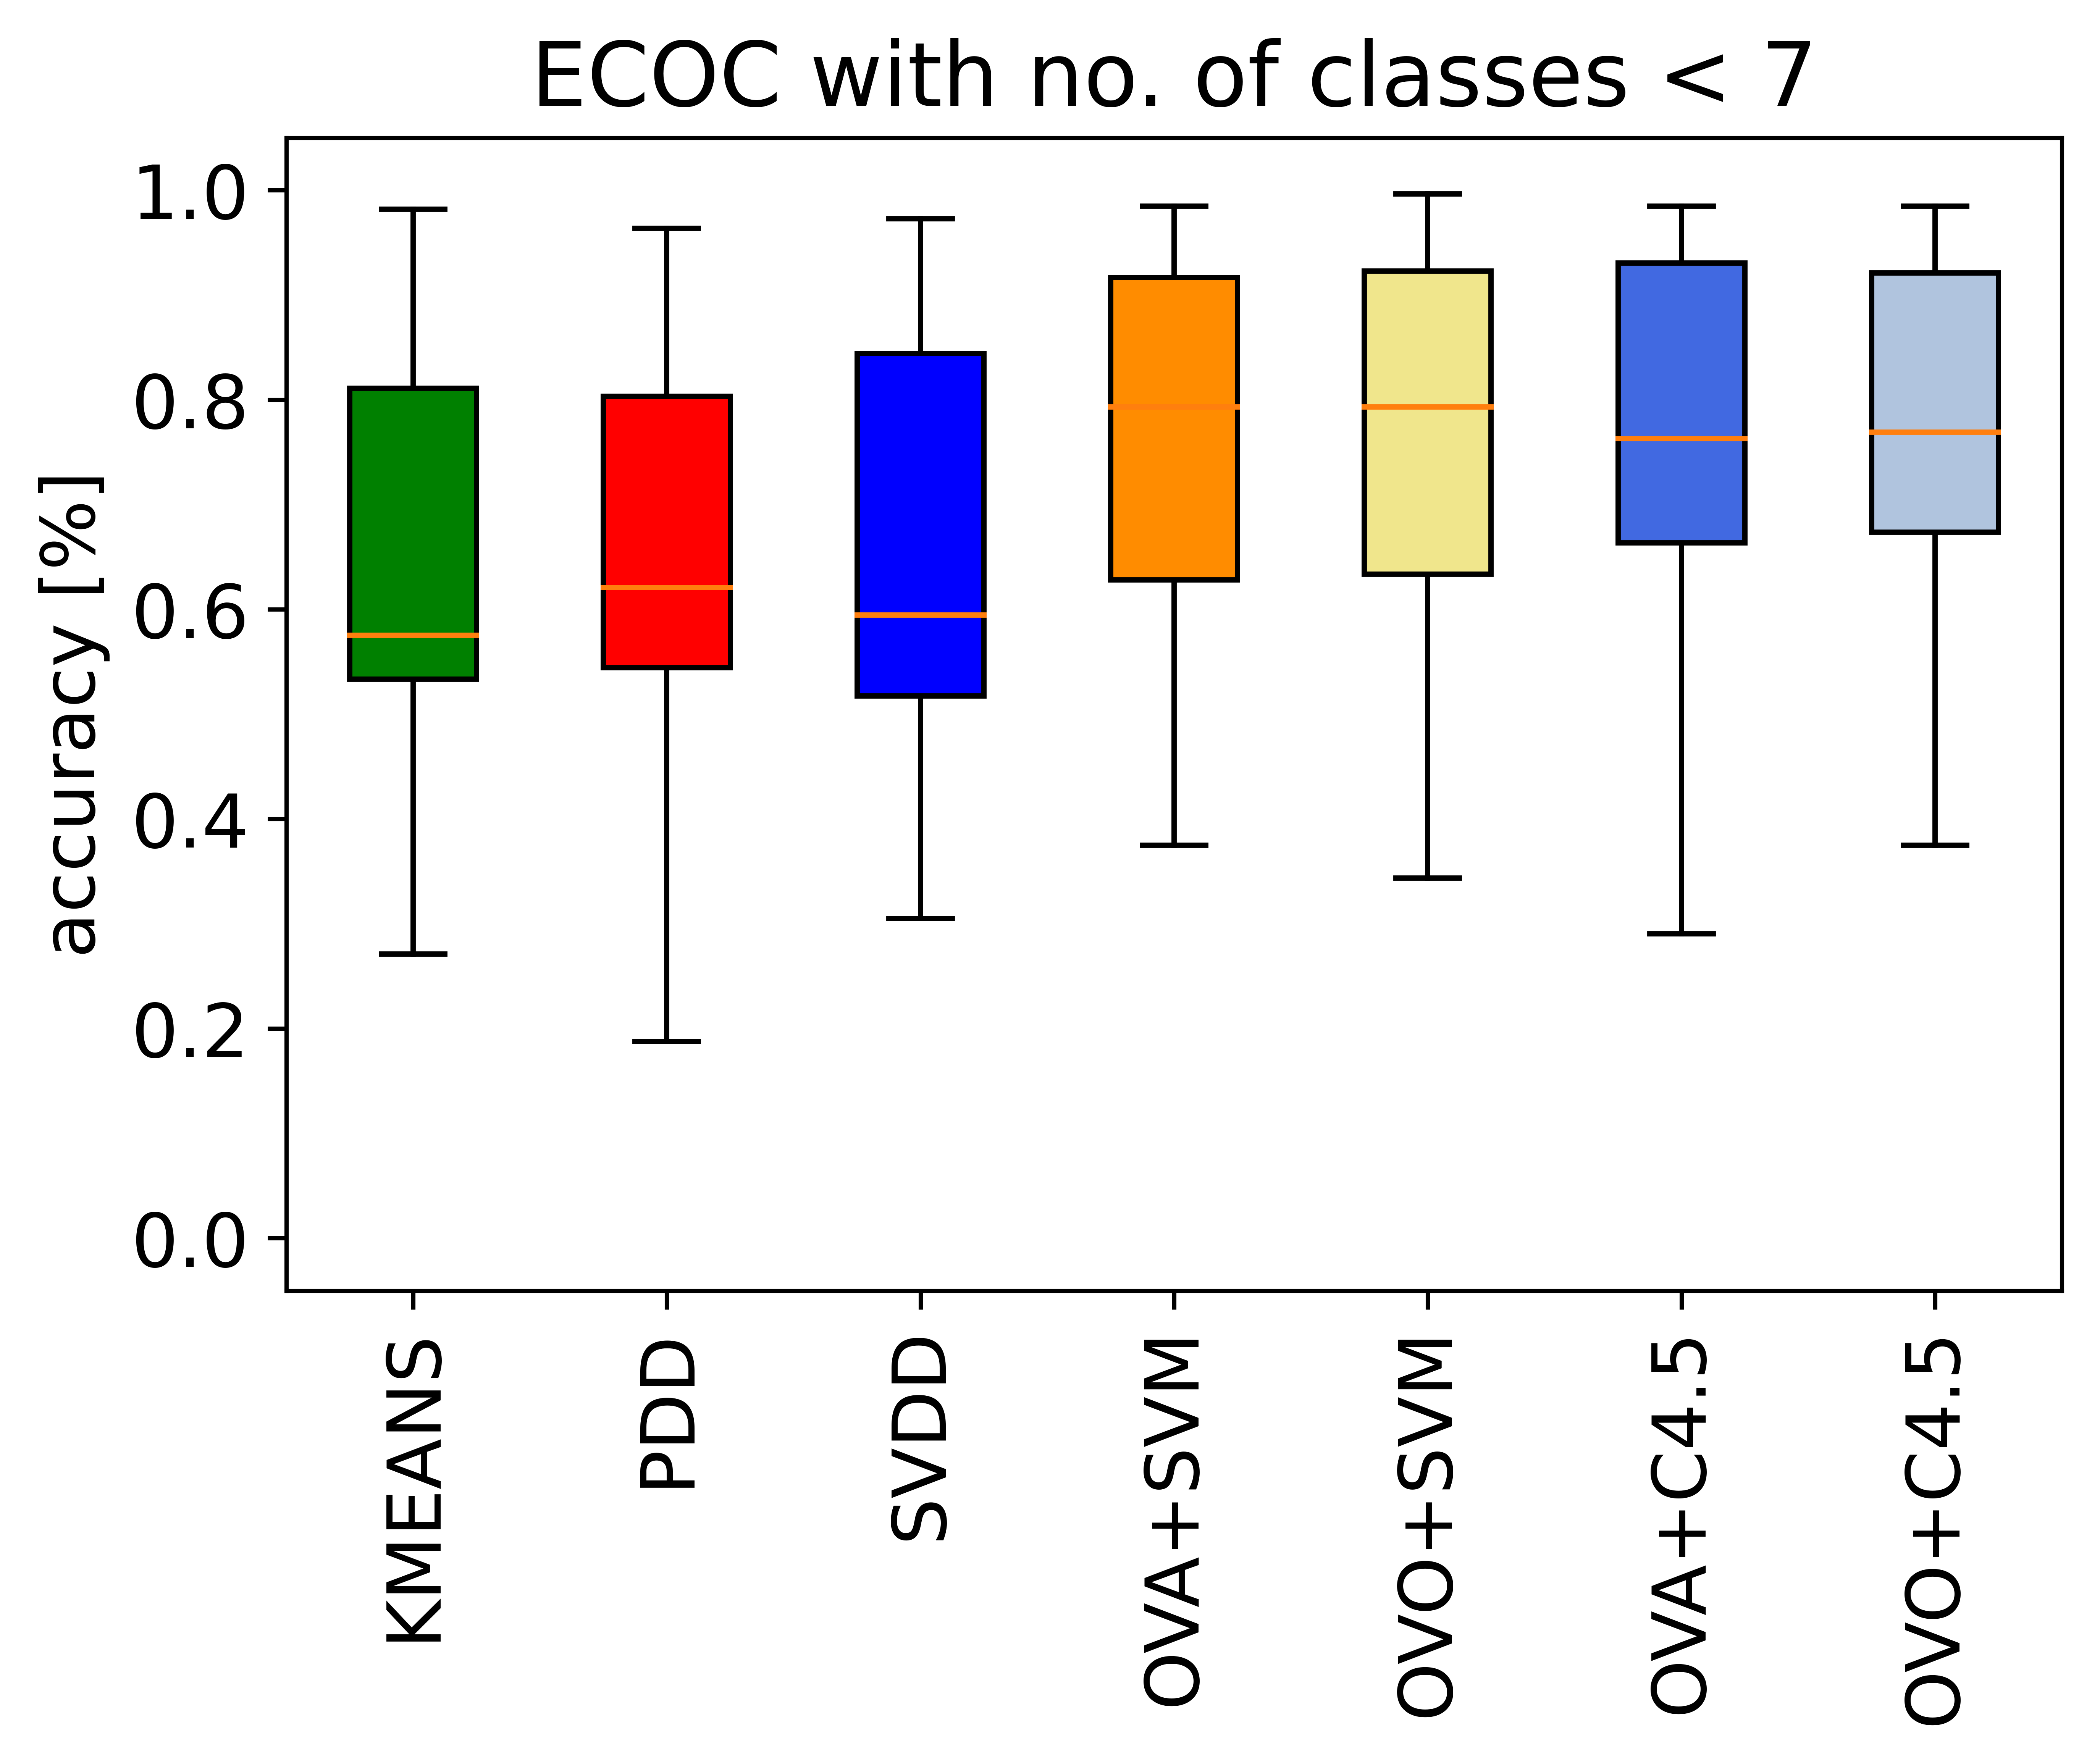 ECOC with no. of classes < 7
accuracy [%]
1.0
0.8
0.6
0.4
0.2
0.0
KMEANS
PDD
SVDD
OVA+SVM
OVO+SVM
OVA+C4.5
OVO+C4.5